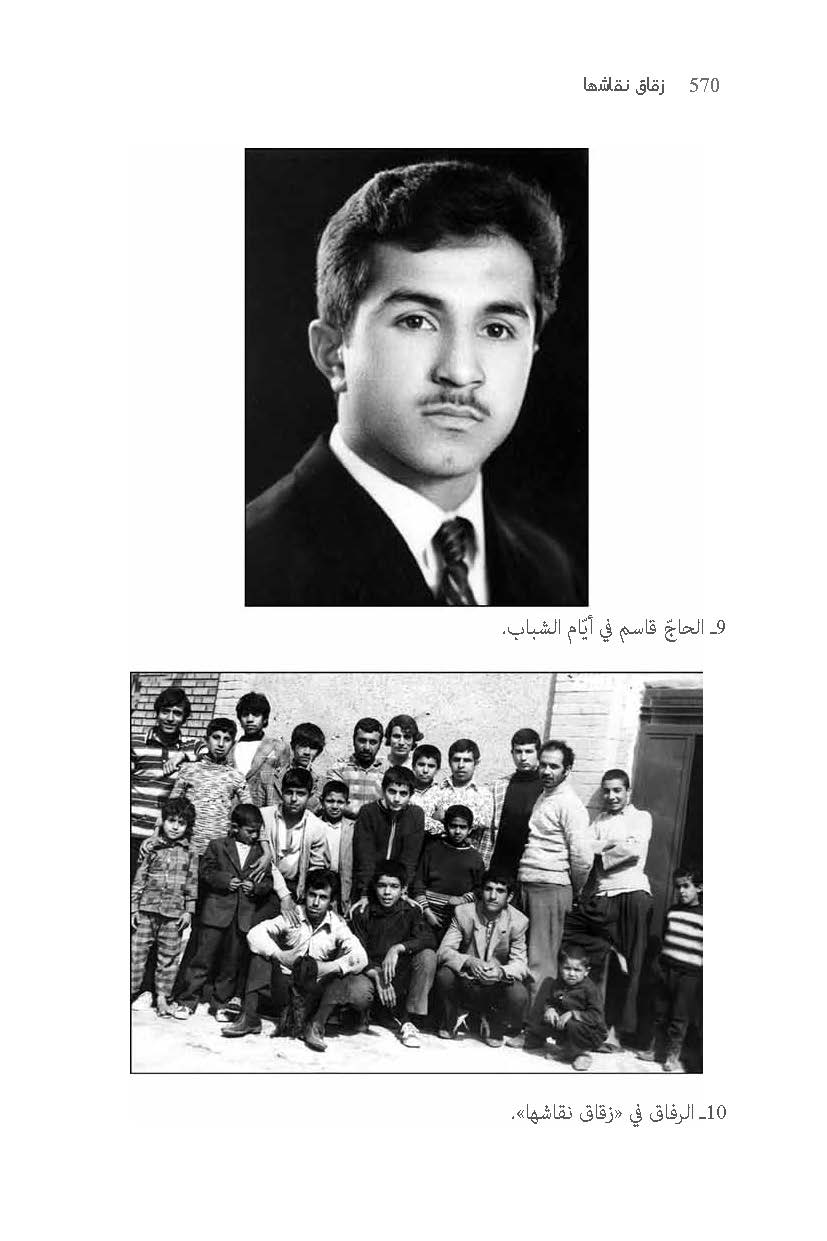 570 زقاق نقاشها
9ـ الحاجّ قاسم في أيّام الشباب.
10ـ الرفاق في «زقاق نقاشها».